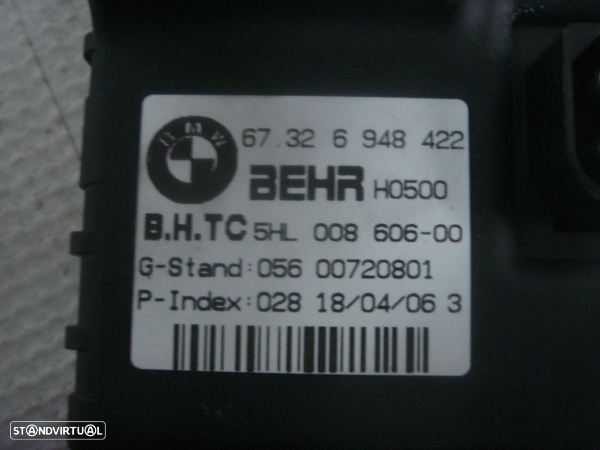 BMW
67.32 6 948 422
BEHR H0500
B.H.TC 5HL 008 606-00
G-Stand:056 00720801
P-Index:028 18/04/06 3
STANDVIRTUAL